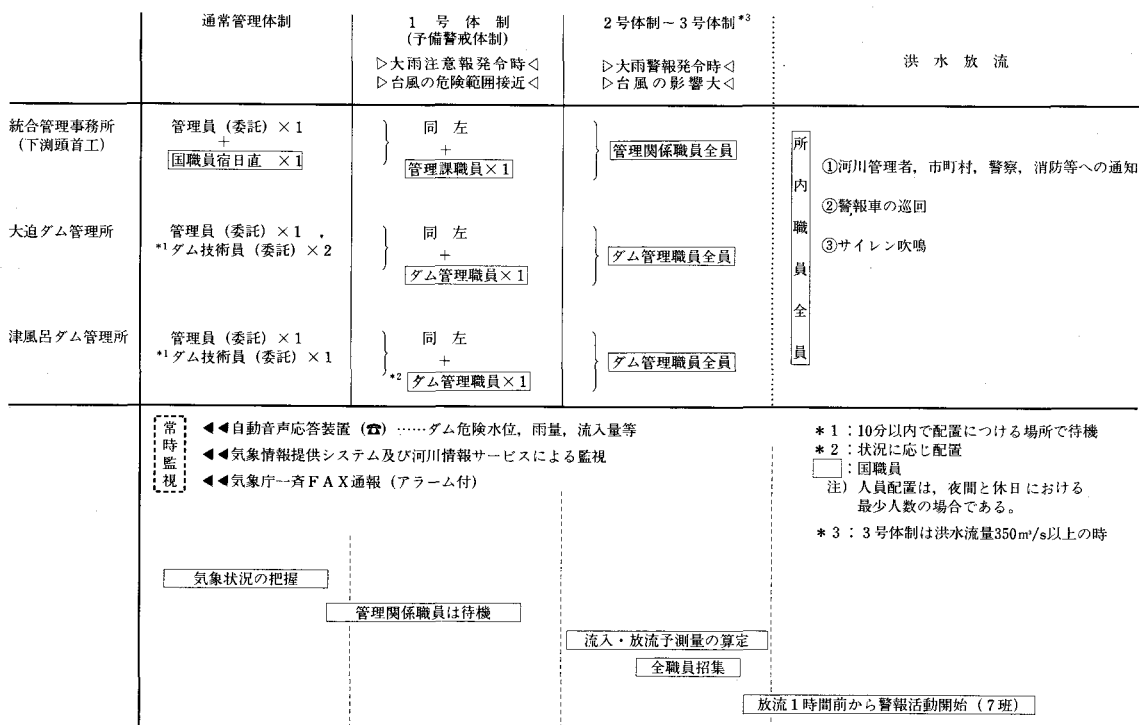 通常管理体制
1号体制
(予備警戒体制)
▷大雨注意報発令時◁
▷台風の危険範囲接近◁
2号体制～3号体制*3
▷大雨警報発令時◁
▷台風の影響大◁
洪水放流
統合管理事務所
(下渕頭首工)
管理員(委託)×1
+
国職員宿日直 ×1
同左
+
管理課職員×1
管理関係職員全員
大迫ダム管理所
管理員(委託)×1
*1ダム技術員(委託)×2
同左
+
ダム管理職員×1
ダム管理職員全員
津風呂ダム管理所
管理員(委託)×1
*1ダム技術員(委託)×1
同左
+
*2 ダム管理職員×1
ダム管理職員全員
所内職員全員
①河川管理者，市町村，警察，消防等への通知
②警報車の巡回
③サイレン吹鳴
常時監視
◀◀自動音声応答装置(☎)……ダム危険水位，雨量，流入量等
◀◀気象情報提供システム及び河川情報サービスによる監視
◀◀気象庁一斉FAX通報(アラーム付)
*1：10分以内で配置につける場所で待機
*2：状況に応じ配置
：国職員
注) 人員配置は，夜間と休日における
最少人数の場合である。
*3：3号体制は洪水流量350m³/s以上の時
気象状況の把握
管理関係職員は待機
流入・放流予測量の算定
全職員招集
放流1時間前から警報活動開始(7班)